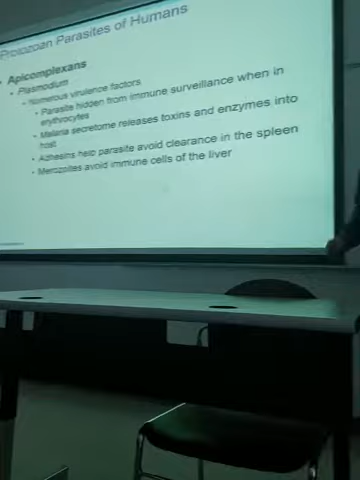 Protozoan Parasites of Humans
• Apicomplexans
• Plasmodium
• Numerous virulence factors
• Parasite hidden from immune surveillance when in
erythrocytes
• Malaria secretome releases toxins and enzymes into
host
• Adhesins help parasite avoid clearance in the spleen
• Merozoites avoid immune cells of the liver